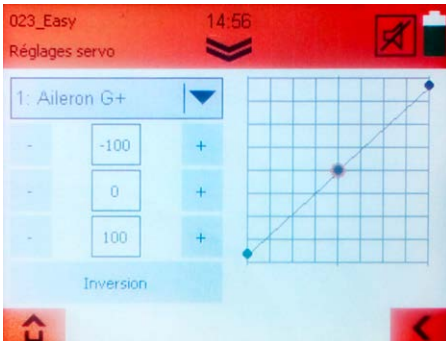 023_Easy 14:56
Réglages servo
1: Aileron G+
- -100 +
- 0 +
- 100 +
Inversion